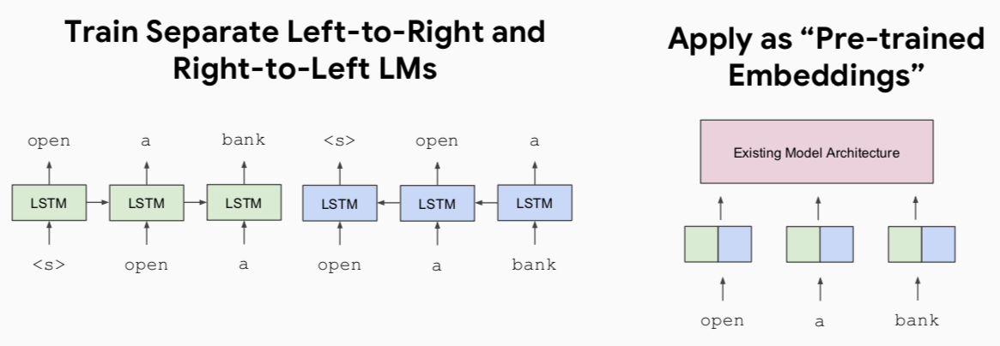 Train Separate Left-to-Right and
Right-to-Left LMs
open a bank <s> open a
LSTM LSTM LSTM LSTM LSTM LSTM
<s> open a open a bank
Apply as “Pre-trained
Embeddings”
Existing Model Architecture
open a bank